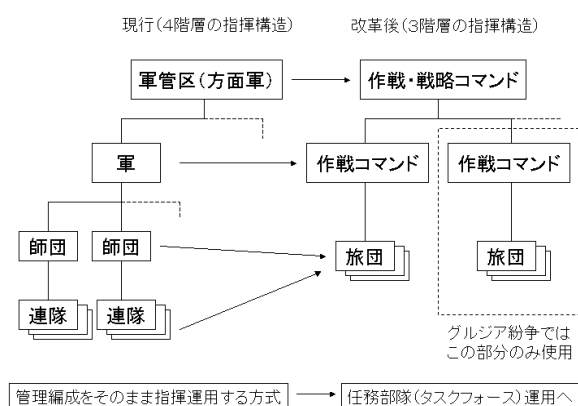 現行(4階層の指揮構造)
改革後(3階層の指揮構造)
軍管区(方面軍)
作戦・戦略コマンド
軍
作戦コマンド
作戦コマンド
師団
師団
旅団
旅団
連隊
連隊
グルジア紛争では
この部分のみ使用
管理編成をそのまま指揮運用する方式
任務部隊(タスクフォース)運用へ